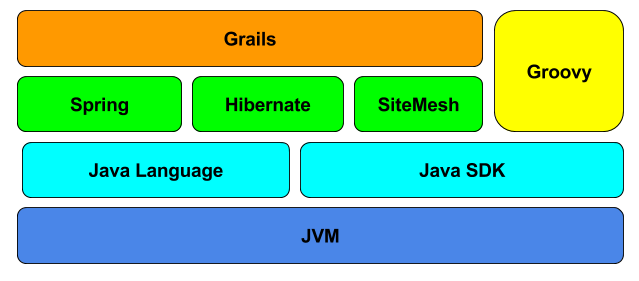 Grails
Groovy
Spring
Hibernate
SiteMesh
Java Language
Java SDK
JVM